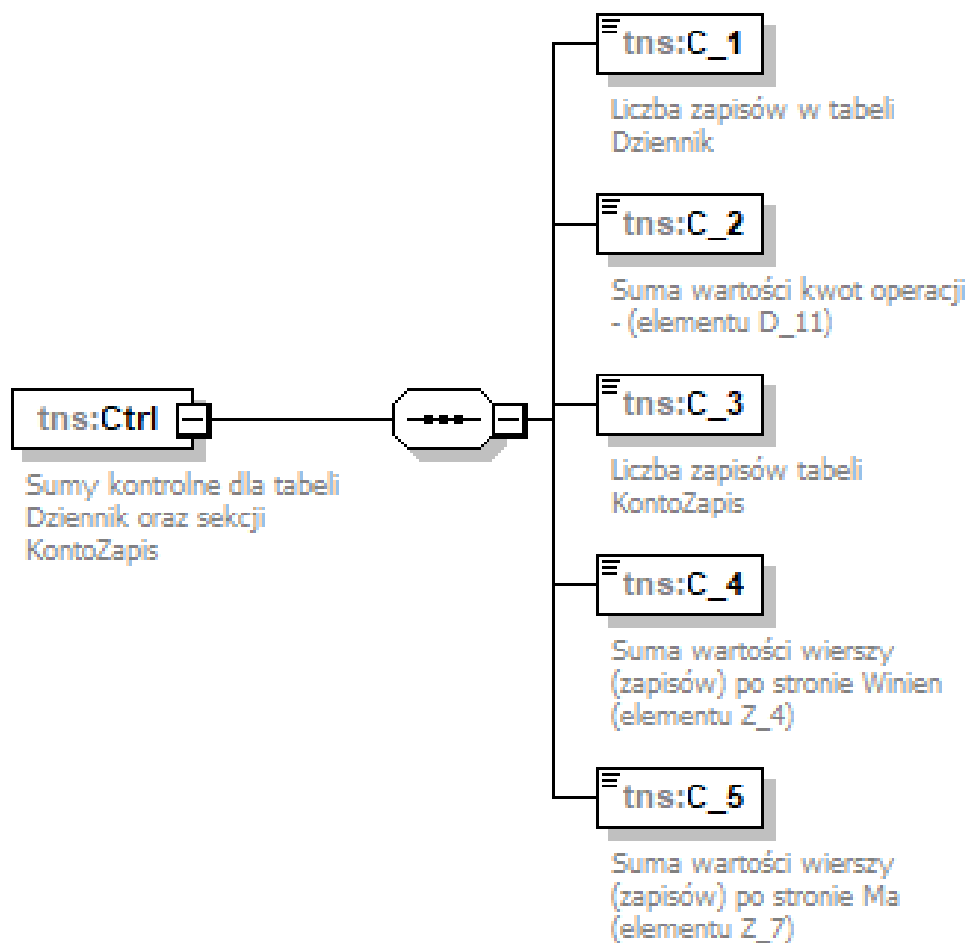 tns:C_1
Liczba zapisów w tabeli
Dziennik
tns:C_2
Suma wartości kwot operacji
- (elementu D_11)
tns:Ctrl
Sumy kontrolne dla tabeli
Dziennik oraz sekcji
KontoZapis
tns:C_3
Liczba zapisów tabeli
KontoZapis
tns:C_4
Suma wartości wierszy
(zapisów) po stronie Winien
(elementu Z_4)
tns:C_5
Suma wartości wierszy
(zapisów) po stronie Ma
(elementu Z_7)